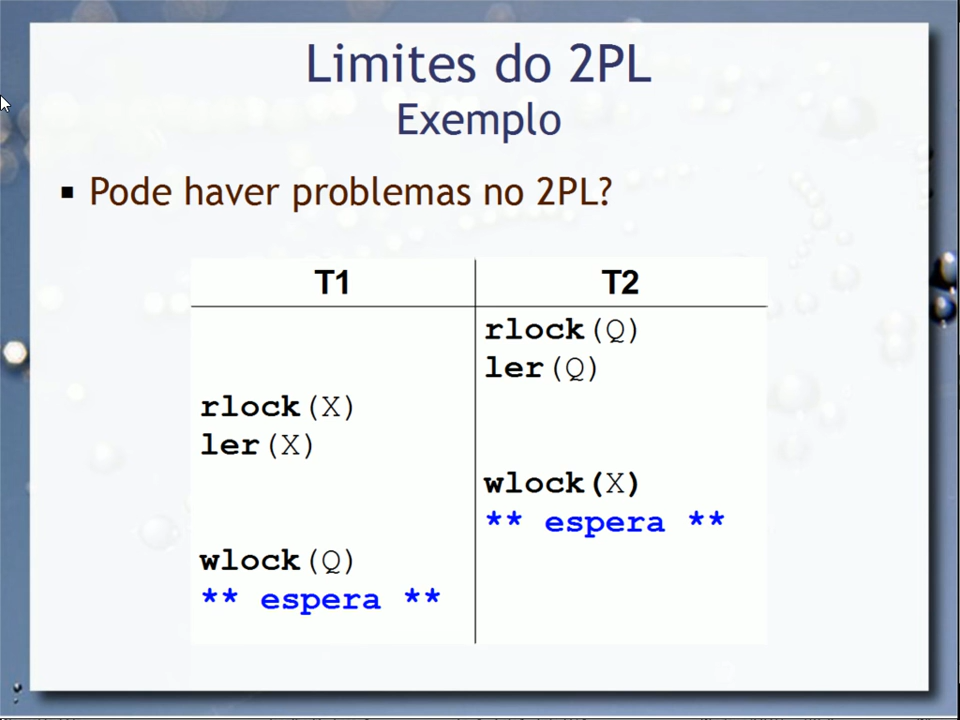 Limites do 2PL
Exemplo
▪ Pode haver problemas no 2PL?
T1 T2
rlock(Q)
ler(Q)
rlock(X)
ler(X)
wlock(X)
** espera **
wlock(Q)
** espera **